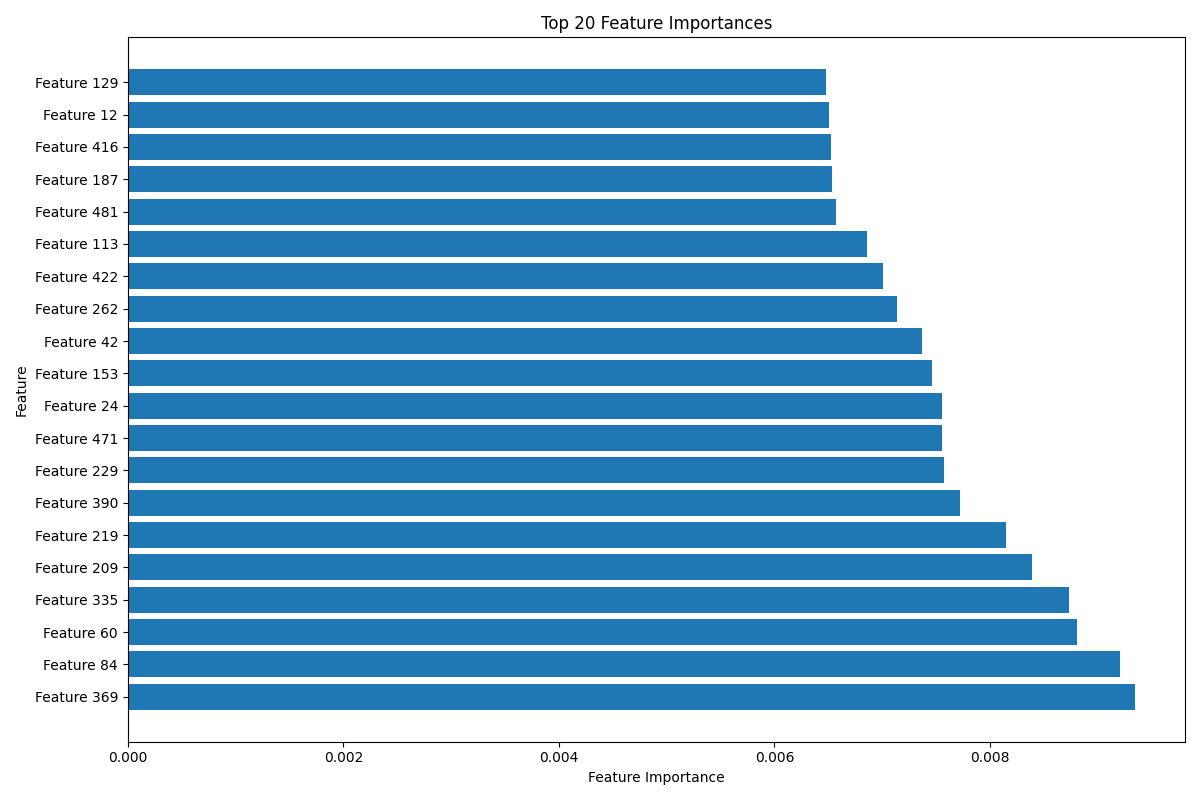 Top 20 Feature Importances
Feature 129
Feature 12
Feature 416
Feature 187
Feature 481
Feature 113
Feature 422
Feature 262
Feature 42
Feature 153
Feature 24
Feature 471
Feature 229
Feature 390
Feature 219
Feature 209
Feature 335
Feature 60
Feature 84
Feature 369
Feature
0.000 0.002 0.004 0.006 0.008
Feature Importance